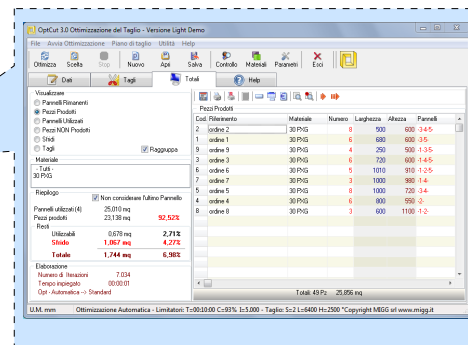 OptCut 3.0 Ottimizzazione del Taglio - Versione Light Demo
File Avvia Ottimizzazione Piano di taglio Utilità Help
Ottimizza Scelta Stop Nuovo Apri Salva Controllo Materiali Parametri Esci
Dati Tagli Totali Help
Visualizzare
Pannelli Rimanenti
Pezzi Prodotti
Pannelli Utilizzati
Pezzi NON Prodotti
Sfridi
Tagli Raggruppa
Materiale
- Tutti -
30 PXG
Riepilogo
Non considerare l'ultimo Pannello
Pannelli utilizzati (4) 25,010 mq
Pezzi prodotti 23,138 mq 92,52%
Resti
Utilizzabili 0,678 mq 2,71%
Sfrido 1,067 mq 4,27%
Totale 1,744 mq 6,98%
Elaborazione
Numero di Iterazioni 7.034
Tempo impiegato 00:00:01
Opt - Automatica --> Standard
Pezzi Prodotti
Cod. Riferimento Materiale Numero Larghezza Altezza Pannelli
2 ordine 2 30 PXG 8 500 600 -3-4-5-
1 ordine 1 30 PXG 6 680 600 -3-5-
9 ordine 9 30 PXG 4 250 500 -1-3-5-
3 ordine 3 30 PXG 6 720 600 -1-4-5-
6 ordine 6 30 PXG 5 1010 910 -1-2-5-
7 ordine 7 30 PXG 3 1000 980 -1-4-
5 ordine 5 30 PXG 8 1000 720 -3-4-
4 ordine 4 30 PXG 6 800 550 -2-
8 ordine 8 30 PXG 3 600 1100 -1-2-
Totali: 49 Pz 25,856 mq
U.M. mm Ottimizzazione Automatica - Limitatori: T=00:10:00 C=93% I=5.000 - Taglio: S=2 L=6400 H=2500 "Copyright MIGG srl www.migg.it